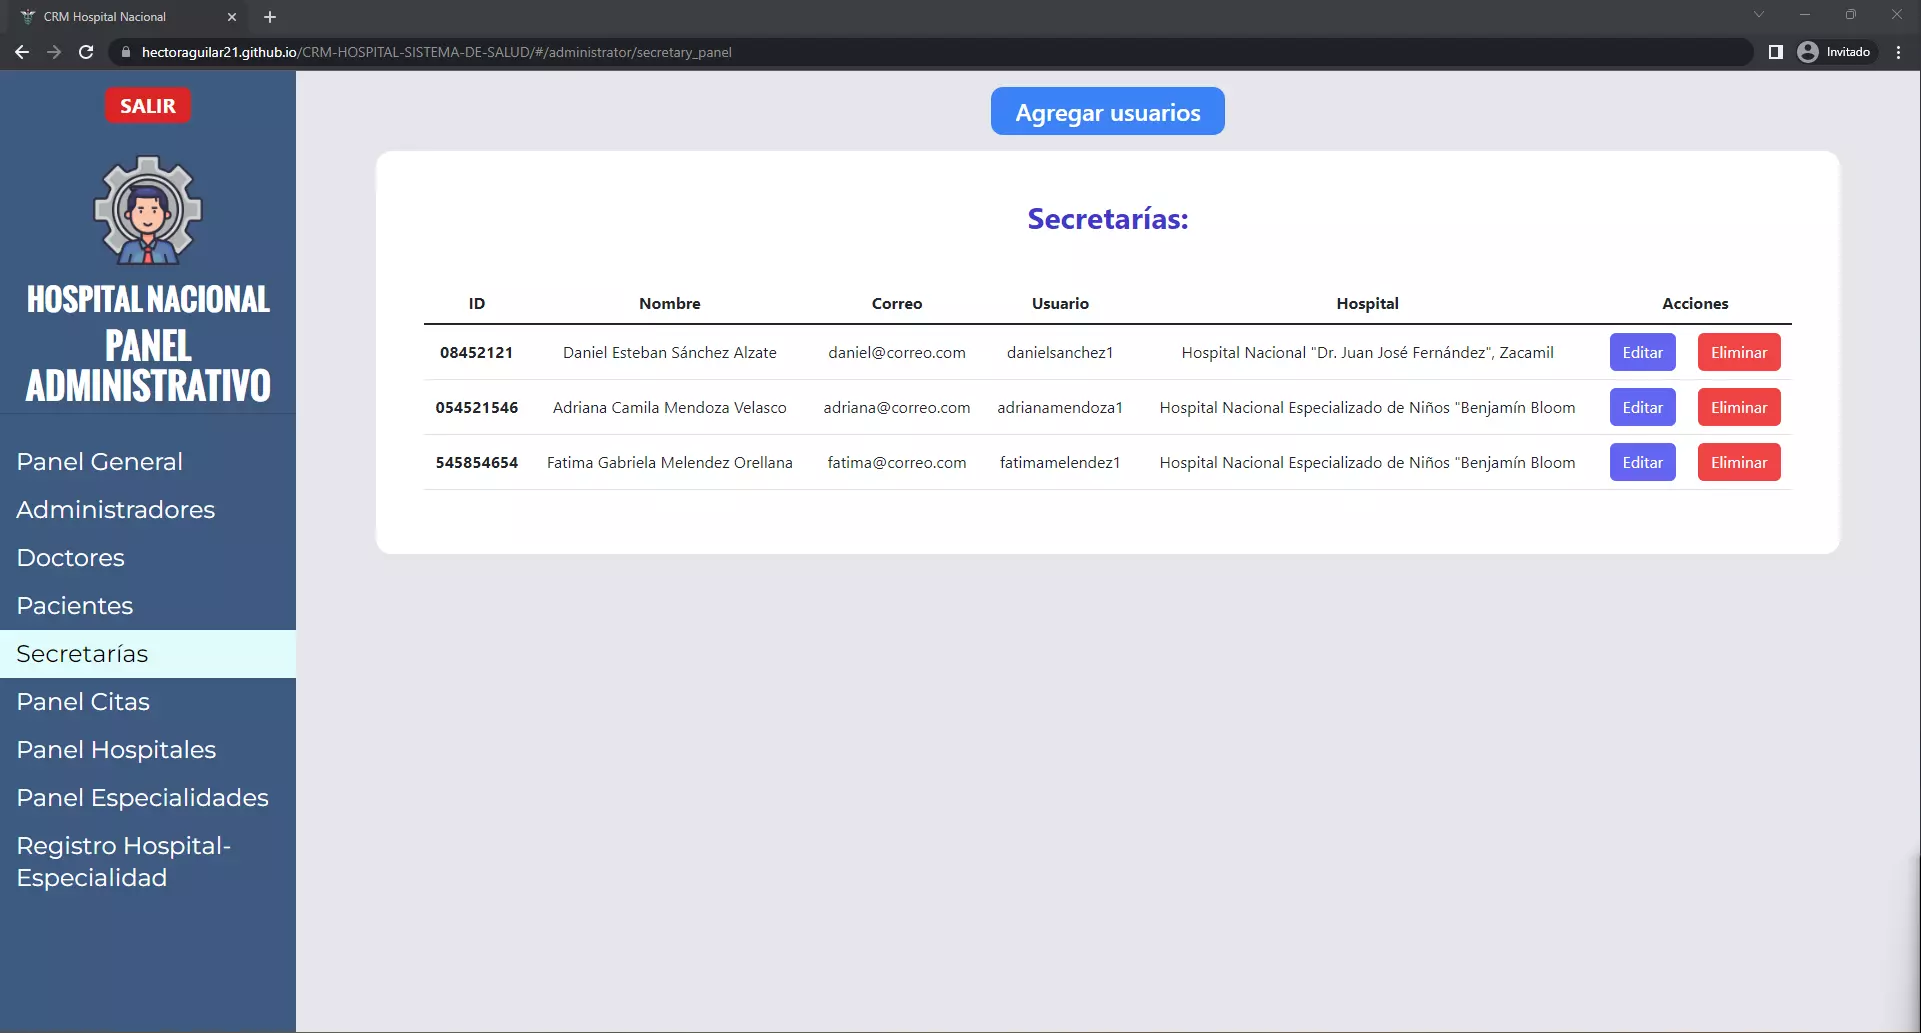 CRM Hospital Nacional
hectoraguilar21.github.io/CRM-HOSPITAL-SISTEMA-DE-SALUD/#/administrator/secretary_panel
Invitado
SALIR
HOSPITAL NACIONAL
PANEL
ADMINISTRATIVO
Panel General
Administradores
Doctores
Pacientes
Secretarías
Panel Citas
Panel Hospitales
Panel Especialidades
Registro Hospital-
Especialidad
Agregar usuarios
Secretarías:
ID Nombre Correo Usuario Hospital Acciones
08452121 Daniel Esteban Sánchez Alzate daniel@correo.com danielsanchez1 Hospital Nacional "Dr. Juan José Fernández", Zacamil Editar Eliminar
054521546 Adriana Camila Mendoza Velasco adriana@correo.com adrianamendoza1 Hospital Nacional Especializado de Niños "Benjamín Bloom Editar Eliminar
545854654 Fatima Gabriela Melendez Orellana fatima@correo.com fatimamelendez1 Hospital Nacional Especializado de Niños "Benjamín Bloom Editar Eliminar